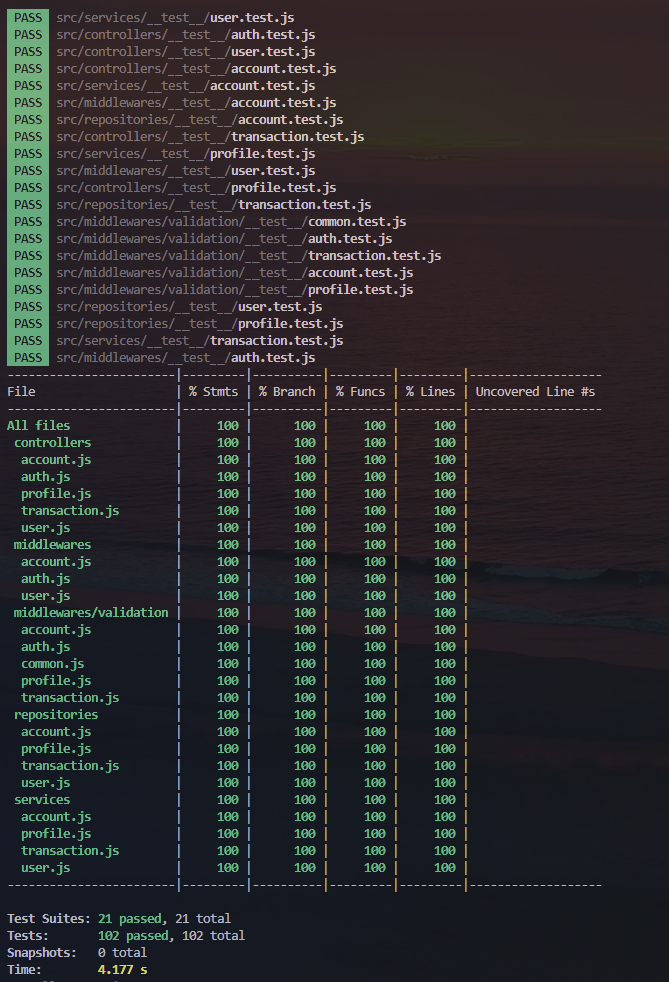 PASS src/services/__test__/user.test.js
PASS src/controllers/__test__/auth.test.js
PASS src/controllers/__test__/user.test.js
PASS src/controllers/__test__/account.test.js
PASS src/services/__test__/account.test.js
PASS src/middlewares/__test__/account.test.js
PASS src/repositories/__test__/account.test.js
PASS src/controllers/__test__/transaction.test.js
PASS src/services/__test__/profile.test.js
PASS src/middlewares/__test__/user.test.js
PASS src/controllers/__test__/profile.test.js
PASS src/repositories/__test__/transaction.test.js
PASS src/middlewares/validation/__test__/common.test.js
PASS src/middlewares/validation/__test__/auth.test.js
PASS src/middlewares/validation/__test__/transaction.test.js
PASS src/middlewares/validation/__test__/account.test.js
PASS src/middlewares/validation/__test__/profile.test.js
PASS src/repositories/__test__/user.test.js
PASS src/repositories/__test__/profile.test.js
PASS src/services/__test__/transaction.test.js
PASS src/middlewares/__test__/auth.test.js
------------------------|---------|----------|---------|---------|-------------------
File                    | % Stmts | % Branch | % Funcs | % Lines | Uncovered Line #s
------------------------|---------|----------|---------|---------|-------------------
All files               |     100 |      100 |     100 |     100 |
 controllers            |     100 |      100 |     100 |     100 |
  account.js            |     100 |      100 |     100 |     100 |
  auth.js               |     100 |      100 |     100 |     100 |
  profile.js            |     100 |      100 |     100 |     100 |
  transaction.js        |     100 |      100 |     100 |     100 |
  user.js               |     100 |      100 |     100 |     100 |
 middlewares            |     100 |      100 |     100 |     100 |
  account.js            |     100 |      100 |     100 |     100 |
  auth.js               |     100 |      100 |     100 |     100 |
  user.js               |     100 |      100 |     100 |     100 |
 middlewares/validation |     100 |      100 |     100 |     100 |
  account.js            |     100 |      100 |     100 |     100 |
  auth.js               |     100 |      100 |     100 |     100 |
  common.js             |     100 |      100 |     100 |     100 |
  profile.js            |     100 |      100 |     100 |     100 |
  transaction.js        |     100 |      100 |     100 |     100 |
 repositories           |     100 |      100 |     100 |     100 |
  account.js            |     100 |      100 |     100 |     100 |
  profile.js            |     100 |      100 |     100 |     100 |
  transaction.js        |     100 |      100 |     100 |     100 |
  user.js               |     100 |      100 |     100 |     100 |
 services               |     100 |      100 |     100 |     100 |
  account.js            |     100 |      100 |     100 |     100 |
  profile.js            |     100 |      100 |     100 |     100 |
  transaction.js        |     100 |      100 |     100 |     100 |
  user.js               |     100 |      100 |     100 |     100 |
------------------------|---------|----------|---------|---------|-------------------
Test Suites: 21 passed, 21 total
Tests:       102 passed, 102 total
Snapshots:   0 total
Time:        4.177 s